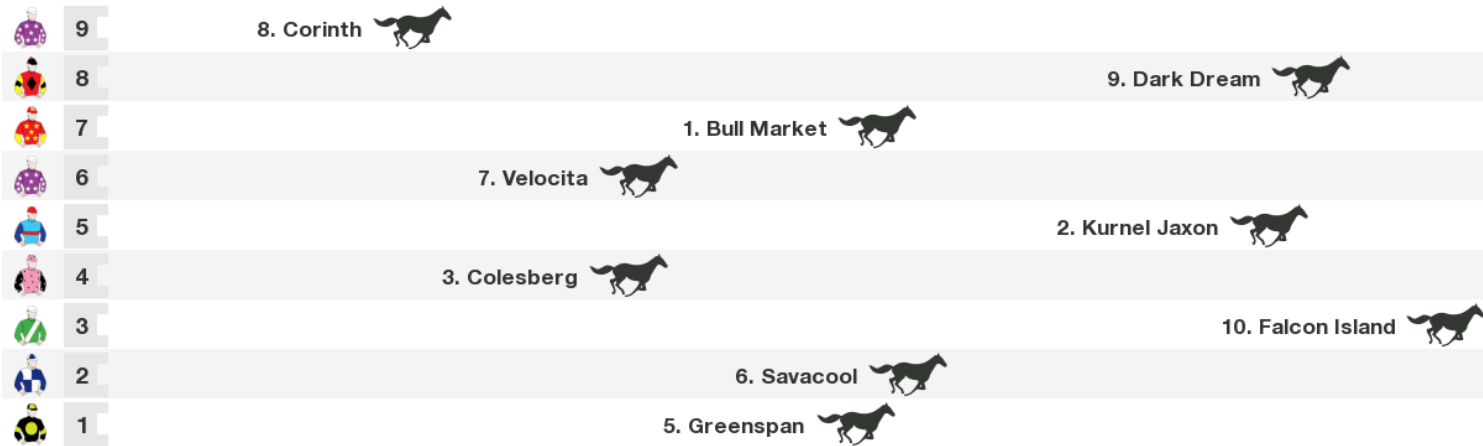 9 8. Corinth
8 9. Dark Dream
7 1. Bull Market
6 7. Velocita
5 2. Kurnel Jaxon
4 3. Colesberg
3 10. Falcon Island
2 6. Savacool
1 5. Greenspan